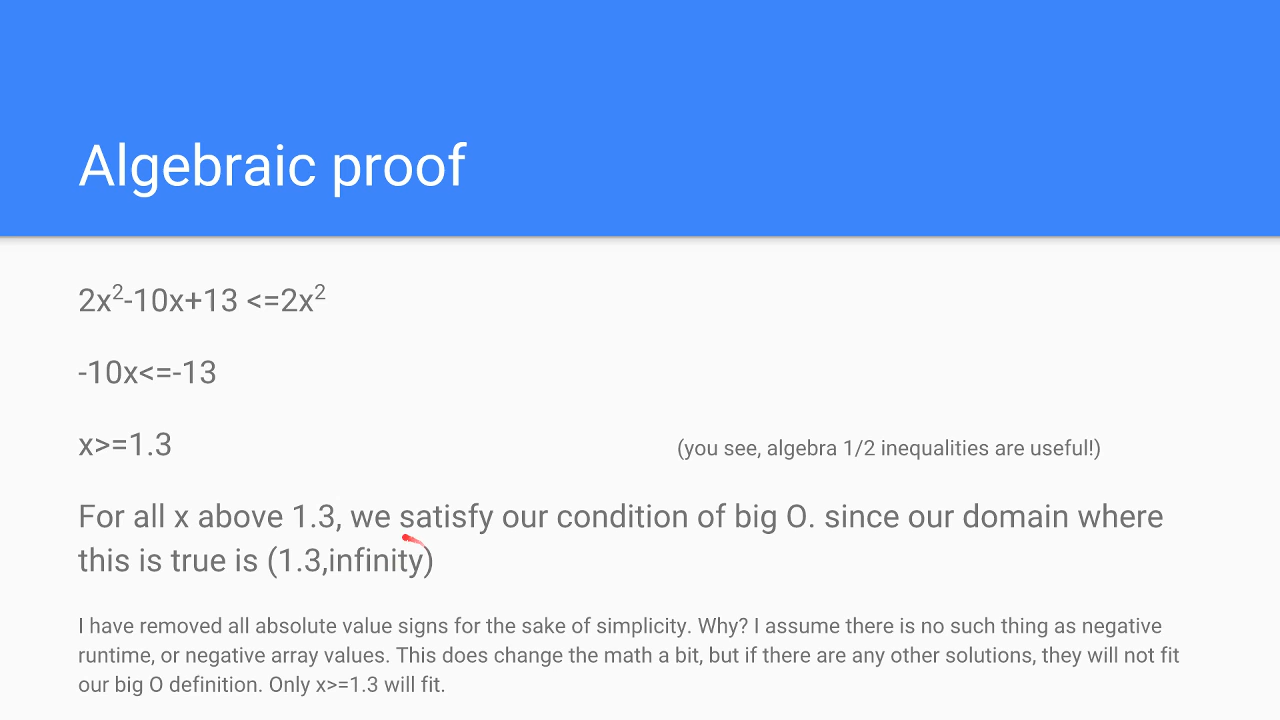 Algebraic proof
2x²-10x+13 <=2x²
-10x<=-13
x>=1.3
(you see, algebra 1/2 inequalities are useful!)
For all x above 1.3, we satisfy our condition of big O. since our domain where
this is true is (1.3,infinity)
I have removed all absolute value signs for the sake of simplicity. Why? I assume there is no such thing as negative
runtime, or negative array values. This does change the math a bit, but if there are any other solutions, they will not fit
our big O definition. Only x>=1.3 will fit.